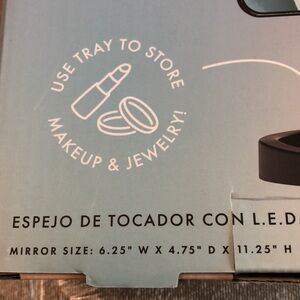 USE TRAY TO STORE
MAKEUP & JEWELRY!
ESPEJO DE TOCADOR CON L.E.D.
MIRROR SIZE: 6.25" W X 4.75" D X 11.25" H